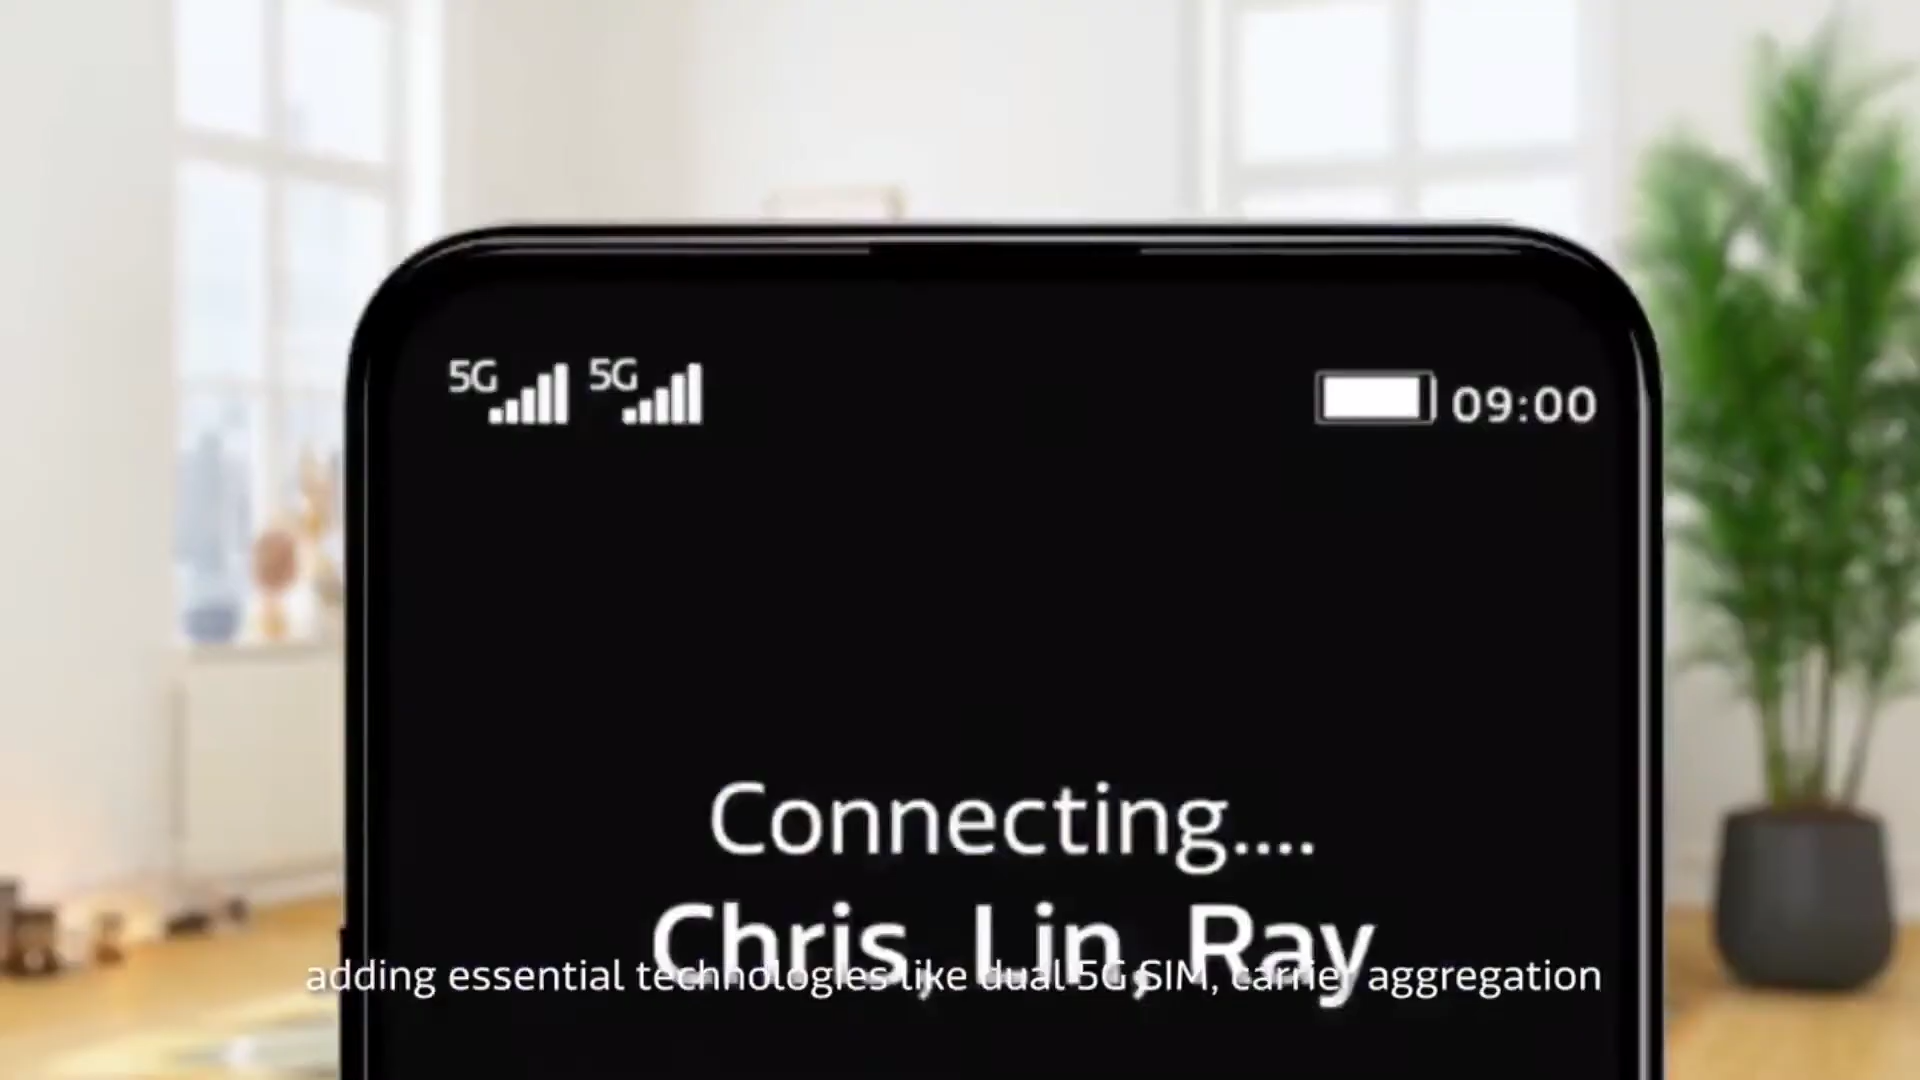 5G 5G 09:00
Connecting....
Chris, Lin, Ray
adding essential technologies like dual 5G SIM, carrier aggregation